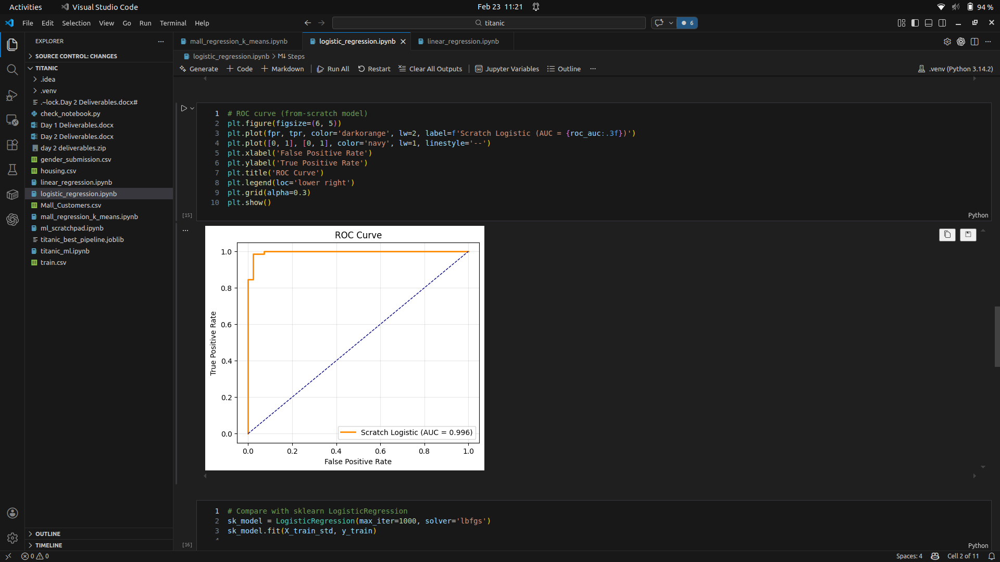 Activities
Visual Studio Code
Feb 23 11:21
94 %
File Edit Selection View Go Run Terminal Help
titanic
6
EXPLORER
SOURCE CONTROL: CHANGES
TITANIC
.idea
.venv
.~lock.Day 2 Deliverables.docx#
check_notebook.py
Day 1 Deliverables.docx
Day 2 Deliverables.docx
day 2 deliverables.zip
gender_submission.csv
housing.csv
linear_regression.ipynb
logistic_regression.ipynb
Mall_Customers.csv
mall_regression_k_means.ipynb
ml_scratchpad.ipynb
titanic_best_pipeline.joblib
titanic_ml.ipynb
train.csv
OUTLINE
TIMELINE
mall_regression_k_means.ipynb
logistic_regression.ipynb
linear_regression.ipynb
logistic_regression.ipynb > M↓ Steps
Generate + Code + Markdown Run All Restart Clear All Outputs Jupyter Variables Outline ...
.venv (Python 3.14.2)
1 # ROC curve (from-scratch model)
2 plt.figure(figsize=(6, 5))
3 plt.plot(fpr, tpr, color='darkorange', lw=2, label=f'Scratch Logistic (AUC = {roc_auc:.3f})')
4 plt.plot([0, 1], [0, 1], color='navy', lw=1, linestyle='--')
5 plt.xlabel('False Positive Rate')
6 plt.ylabel('True Positive Rate')
7 plt.title('ROC Curve')
8 plt.legend(loc='lower right')
9 plt.grid(alpha=0.3)
10 plt.show()
[15]
Python
ROC Curve
True Positive Rate
1.0
0.8
0.6
0.4
0.2
0.0
Scratch Logistic (AUC = 0.996)
0.0 0.2 0.4 0.6 0.8 1.0
False Positive Rate
1 # Compare with sklearn LogisticRegression
2 sk_model = LogisticRegression(max_iter=1000, solver='lbfgs')
3 sk_model.fit(X_train_std, y_train)
[16]
Python
0 0
Spaces: 4
Cell 2 of 11